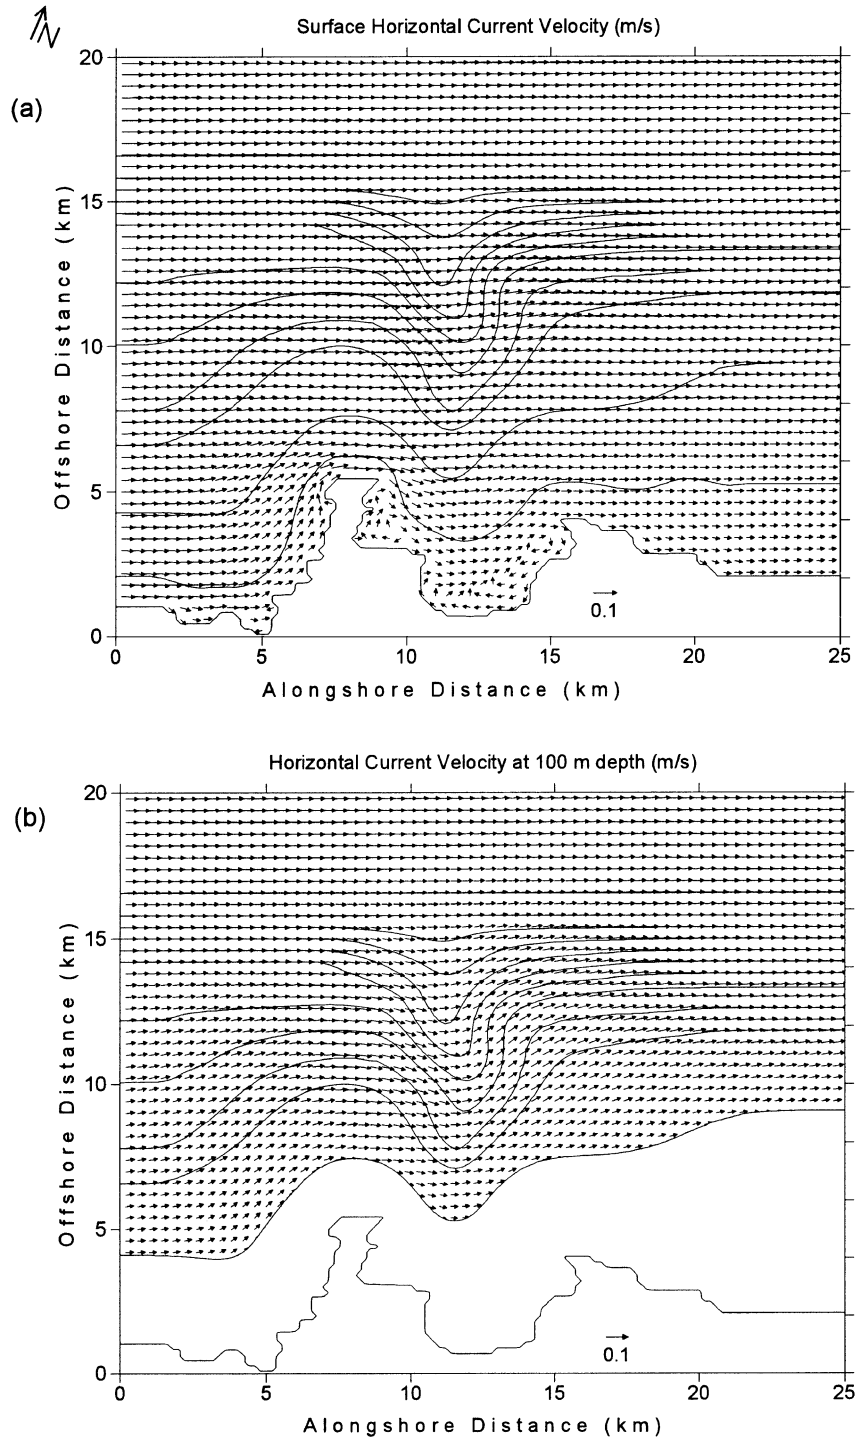 N
Surface Horizontal Current Velocity (m/s)
(a)
20
15
10
5
0
Offshore Distance (km)
0.1
0 5 10 15 20 25
Alongshore Distance (km)
Horizontal Current Velocity at 100 m depth (m/s)
(b)
20
15
10
5
0
Offshore Distance (km)
0.1
0 5 10 15 20 25
Alongshore Distance (km)